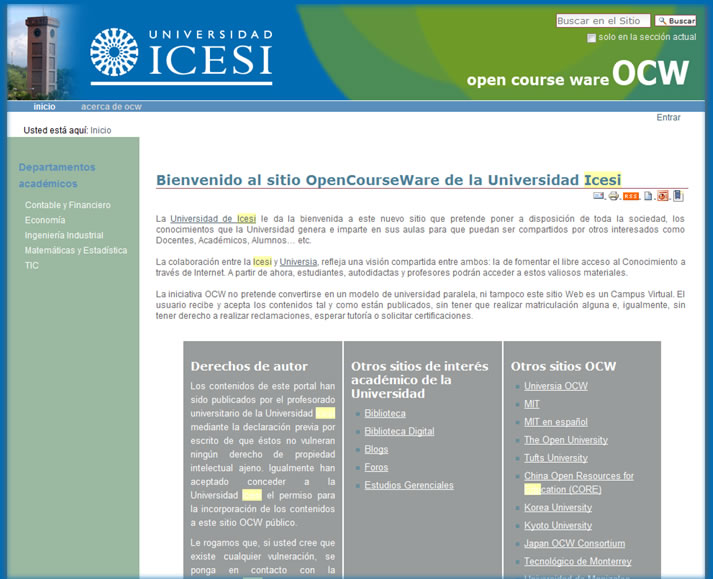 UNIVERSIDAD
ICESI
Buscar en el Sitio
Buscar
solo en la sección actual
open course ware OCW
inicio
acerca de ocw
Entrar
Usted está aquí: Inicio
Departamentos
académicos
Contable y Financiero
Economía
Ingeniería Industrial
Matemáticas y Estadística
TIC
Bienvenido al sitio OpenCourseWare de la Universidad Icesi
RSS
La Universidad de Icesi le da la bienvenida a este nuevo sitio que pretende poner a disposición de toda la sociedad, los
conocimientos que la Universidad genera e imparte en sus aulas para que puedan ser compartidos por otros interesados como
Docentes, Académicos, Alumnos... etc.
La colaboración entre la Icesi y Universia, refleja una visión compartida entre ambos: la de fomentar el libre acceso al Conocimiento a
través de Internet. A partir de ahora, estudiantes, autodidactas y profesores podrán acceder a estos valiosos materiales.
La iniciativa OCW no pretende convertirse en un modelo de universidad paralela, ni tampoco este sitio Web es un Campus Virtual. El
usuario recibe y acepta los contenidos tal y como están publicados, sin tener que realizar matriculación alguna e, igualmente, sin
tener derecho a realizar reclamaciones, esperar tutoría o solicitar certificaciones.
Derechos de autor
Los contenidos de este portal han
sido publicados por el profesorado
universitario de la Universidad
mediante la declaración previa por
escrito de que éstos no vulneran
ningún derecho de propiedad
intelectual ajeno. Igualmente han
aceptado conceder a la
Universidad el permiso para
la incorporación de los contenidos
a este sitio OCW público.
Le rogamos que, si usted cree que
existe cualquier vulneración, se
ponga en contacto con la
Otros sitios de interés
académico de la
Universidad
Biblioteca
Biblioteca Digital
Blogs
Foros
Estudios Gerenciales
Otros sitios OCW
Universia OCW
MIT
MIT en español
The Open University
Tufts University
China Open Resources for
cation (CORE)
Korea University
Kyoto University
Japan OCW Consortium
Tecnológico de Monterrey